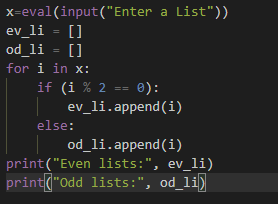 x=eval(input("Enter a List"))
ev_li = []
od_li = []
for i in x:
    if (i % 2 == 0):
        ev_li.append(i)
    else:
        od_li.append(i)
print("Even lists:", ev_li)
print("Odd lists:", od_li)